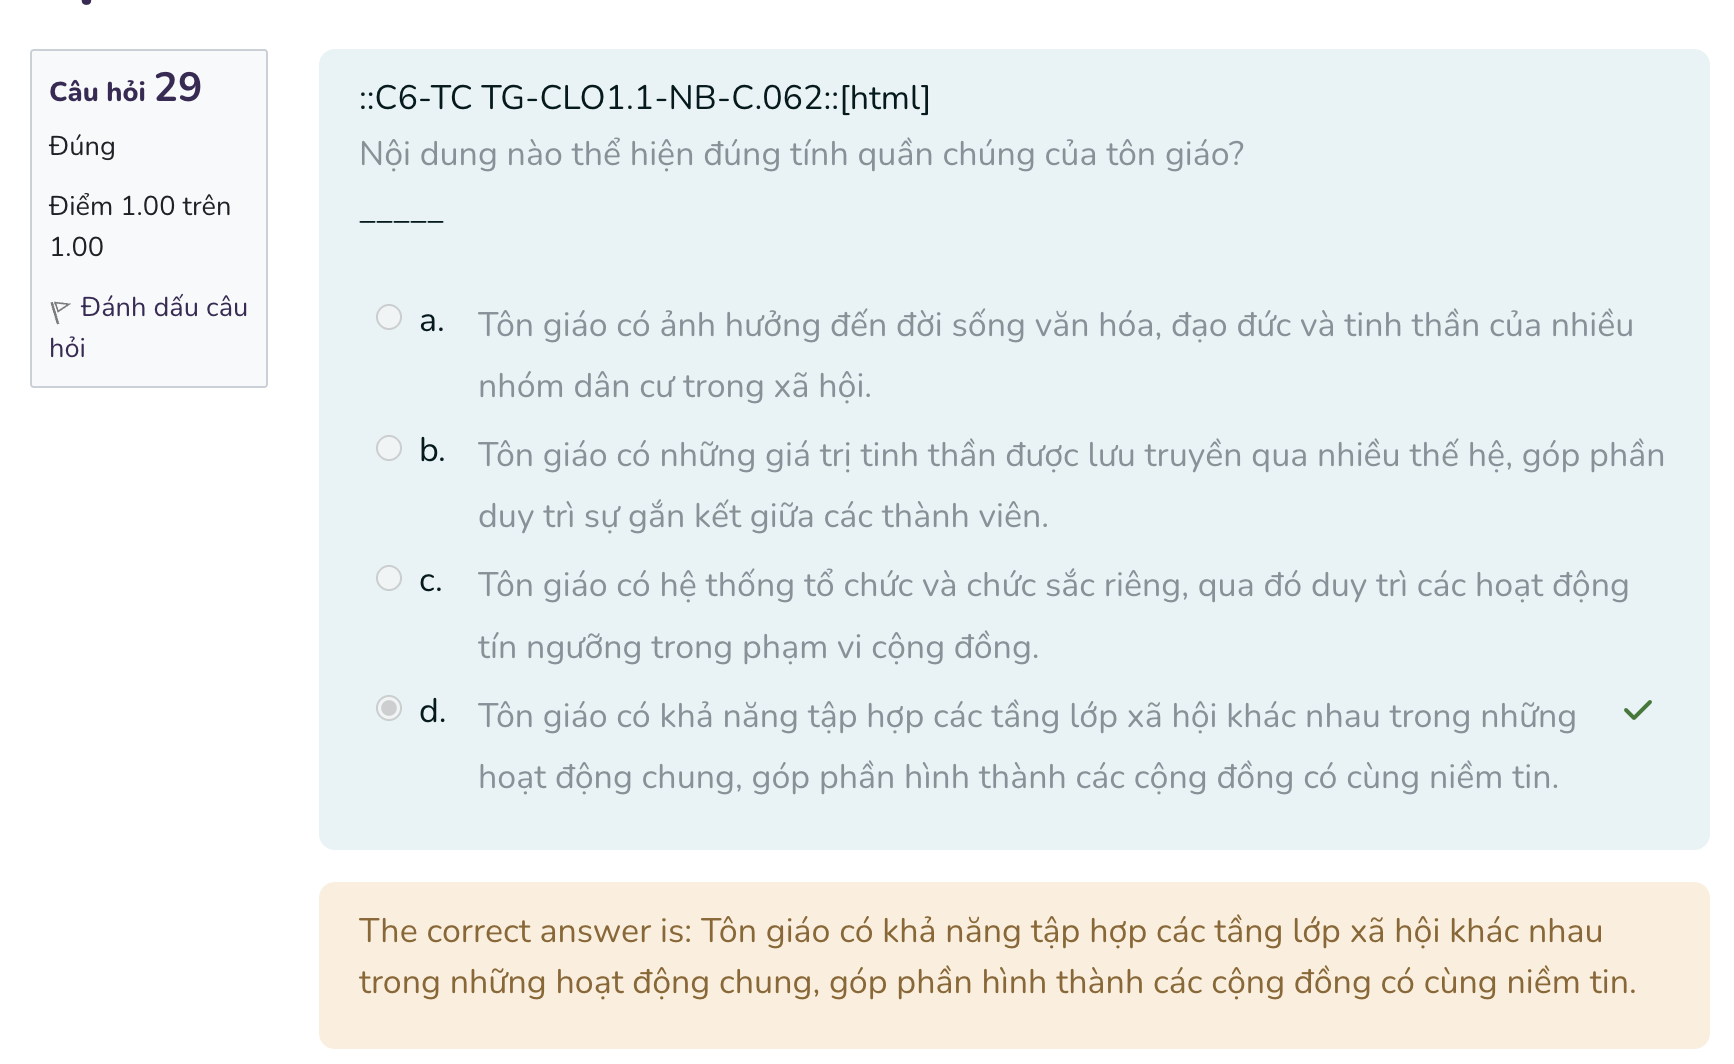 Câu hỏi 29
Đúng
Điểm 1.00 trên
1.00
Đánh dấu câu
hỏi
::C6-TC TG-CLO1.1-NB-C.062::[html]
Nội dung nào thể hiện đúng tính quần chúng của tôn giáo?
_____
a. Tôn giáo có ảnh hưởng đến đời sống văn hóa, đạo đức và tinh thần của nhiều
nhóm dân cư trong xã hội.
b. Tôn giáo có những giá trị tinh thần được lưu truyền qua nhiều thế hệ, góp phần
duy trì sự gắn kết giữa các thành viên.
c. Tôn giáo có hệ thống tổ chức và chức sắc riêng, qua đó duy trì các hoạt động
tín ngưỡng trong phạm vi cộng đồng.
d. Tôn giáo có khả năng tập hợp các tầng lớp xã hội khác nhau trong những
hoạt động chung, góp phần hình thành các cộng đồng có cùng niềm tin.
The correct answer is: Tôn giáo có khả năng tập hợp các tầng lớp xã hội khác nhau
trong những hoạt động chung, góp phần hình thành các cộng đồng có cùng niềm tin.